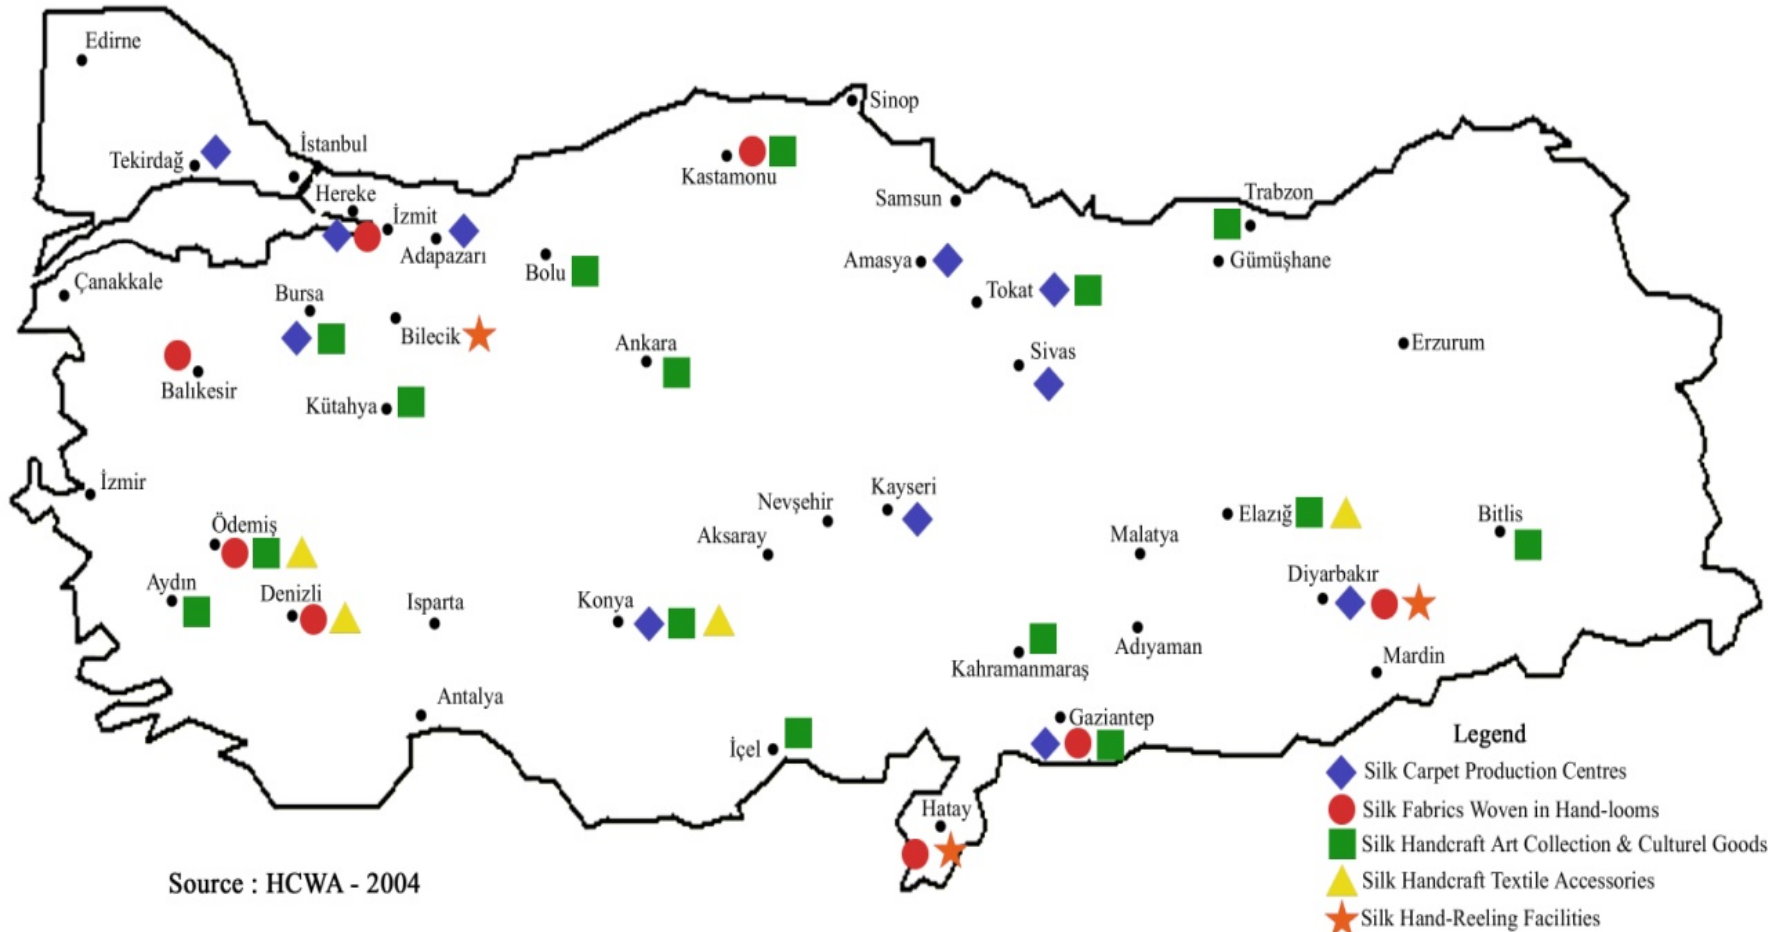 Edirne
Sinop
İstanbul
Tekirdağ
Kastamonu
Hereke
Trabzon
Samsun
İzmit
Adapazarı
Amasya
Gümüşhane
Bolu
Çanakkale
Tokat
Bursa
Bilecik
Ankara
Erzurum
Sivas
Balıkesir
Kütahya
İzmir
Kayseri
Nevşehir
Elazığ
Bitlis
Ödemiş
Aksaray
Malatya
Diyarbakır
Aydın
Denizli
Isparta
Konya
Adıyaman
Mardin
Kahramanmaraş
Antalya
Gaziantep
İçel
Hatay
Legend
Silk Carpet Production Centres
Silk Fabrics Woven in Hand-looms
Silk Handcraft Art Collection & Culturel Goods
Silk Handcraft Textile Accessories
Silk Hand-Reeling Facilities
Source : HCWA - 2004